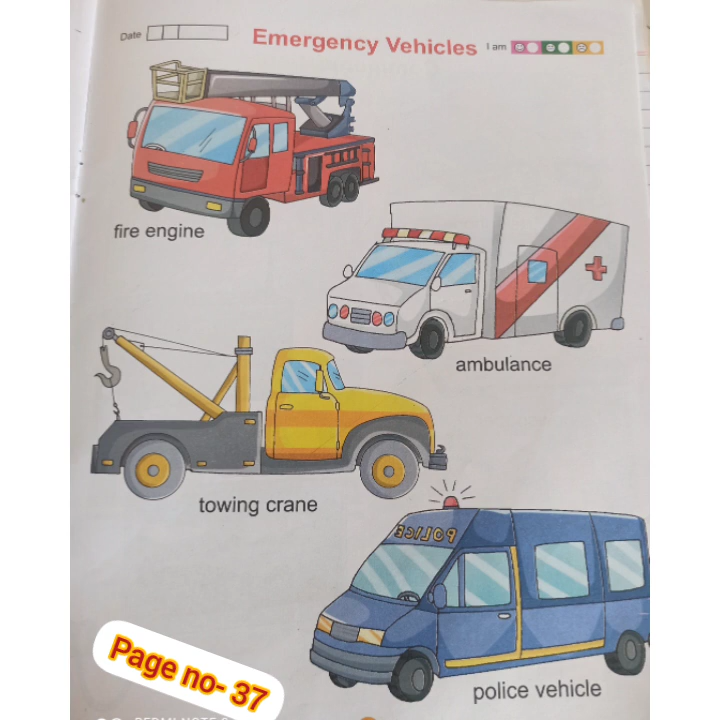 Date
Emergency Vehicles
I am
fire engine
ambulance
towing crane
POLICE
police vehicle
Page no- 37